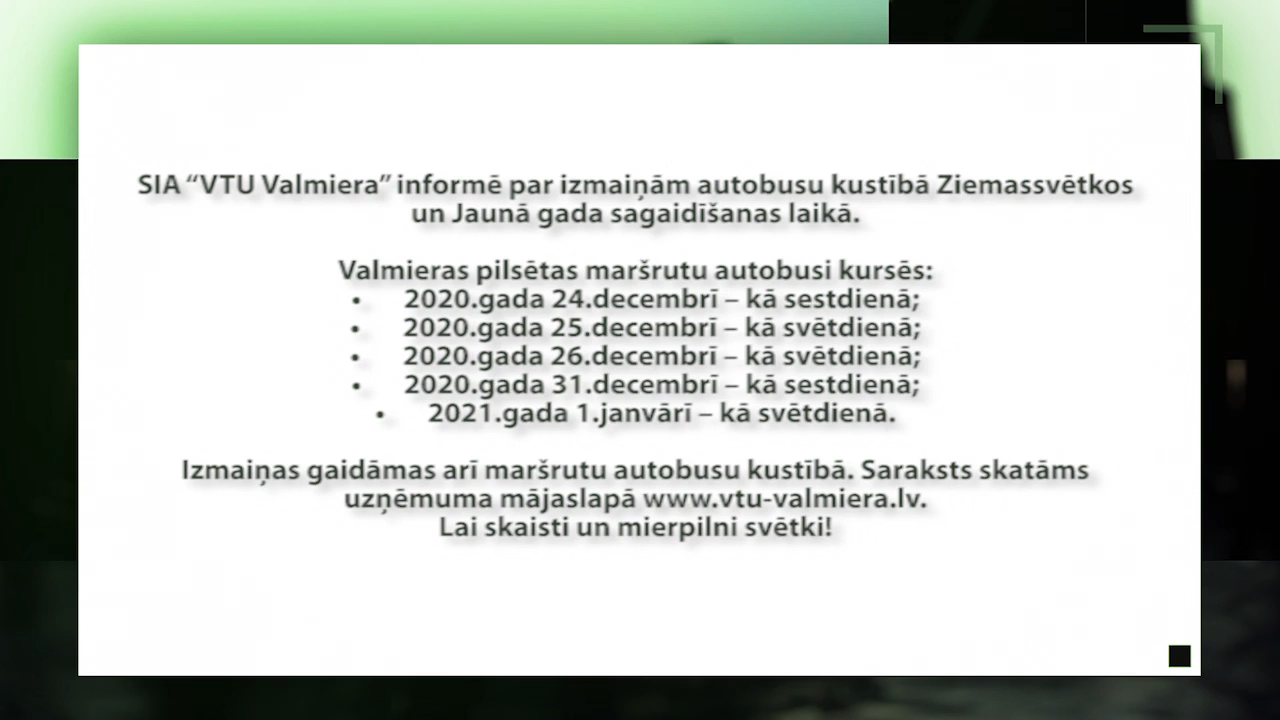 SIA “VTU Valmiera” informē par izmaiņām autobusu kustībā Ziemassvētkos
un Jaunā gada sagaidīšanas laikā.
Valmieras pilsētas maršrutu autobusi kursēs:
• 2020.gada 24.decembrī – kā sestdienā;
• 2020.gada 25.decembrī – kā svētdienā;
• 2020.gada 26.decembrī – kā svētdienā;
• 2020.gada 31.decembrī – kā sestdienā;
• 2021.gada 1.janvārī – kā svētdienā.
Izmaiņas gaidāmas arī maršrutu autobusu kustībā. Saraksts skatāms
uzņēmuma mājaslapā www.vtu-valmiera.lv.
Lai skaisti un mierpilni svētki!